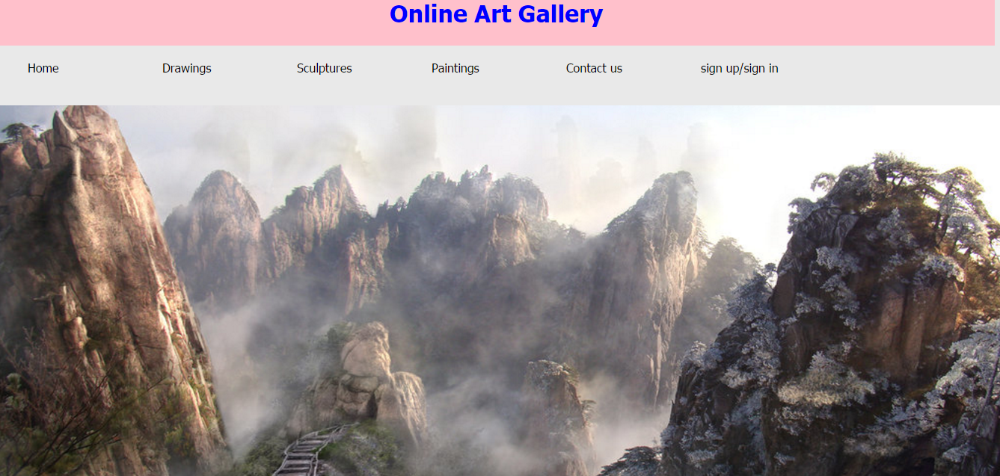 Online Art Gallery
Home Drawings Sculptures Paintings Contact us sign up/sign in